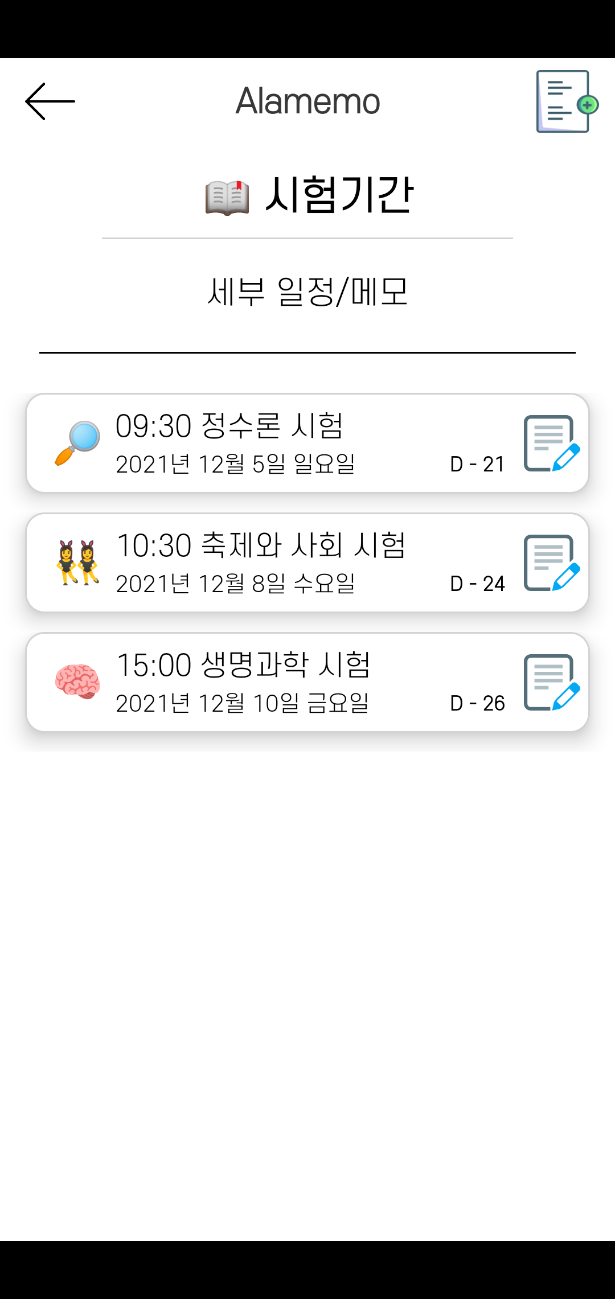 Alamemo
시험기간
세부 일정/메모
09:30 정수론 시험
2021년 12월 5일 일요일
D - 21
10:30 축제와 사회 시험
2021년 12월 8일 수요일
D - 24
15:00 생명과학 시험
2021년 12월 10일 금요일
D - 26